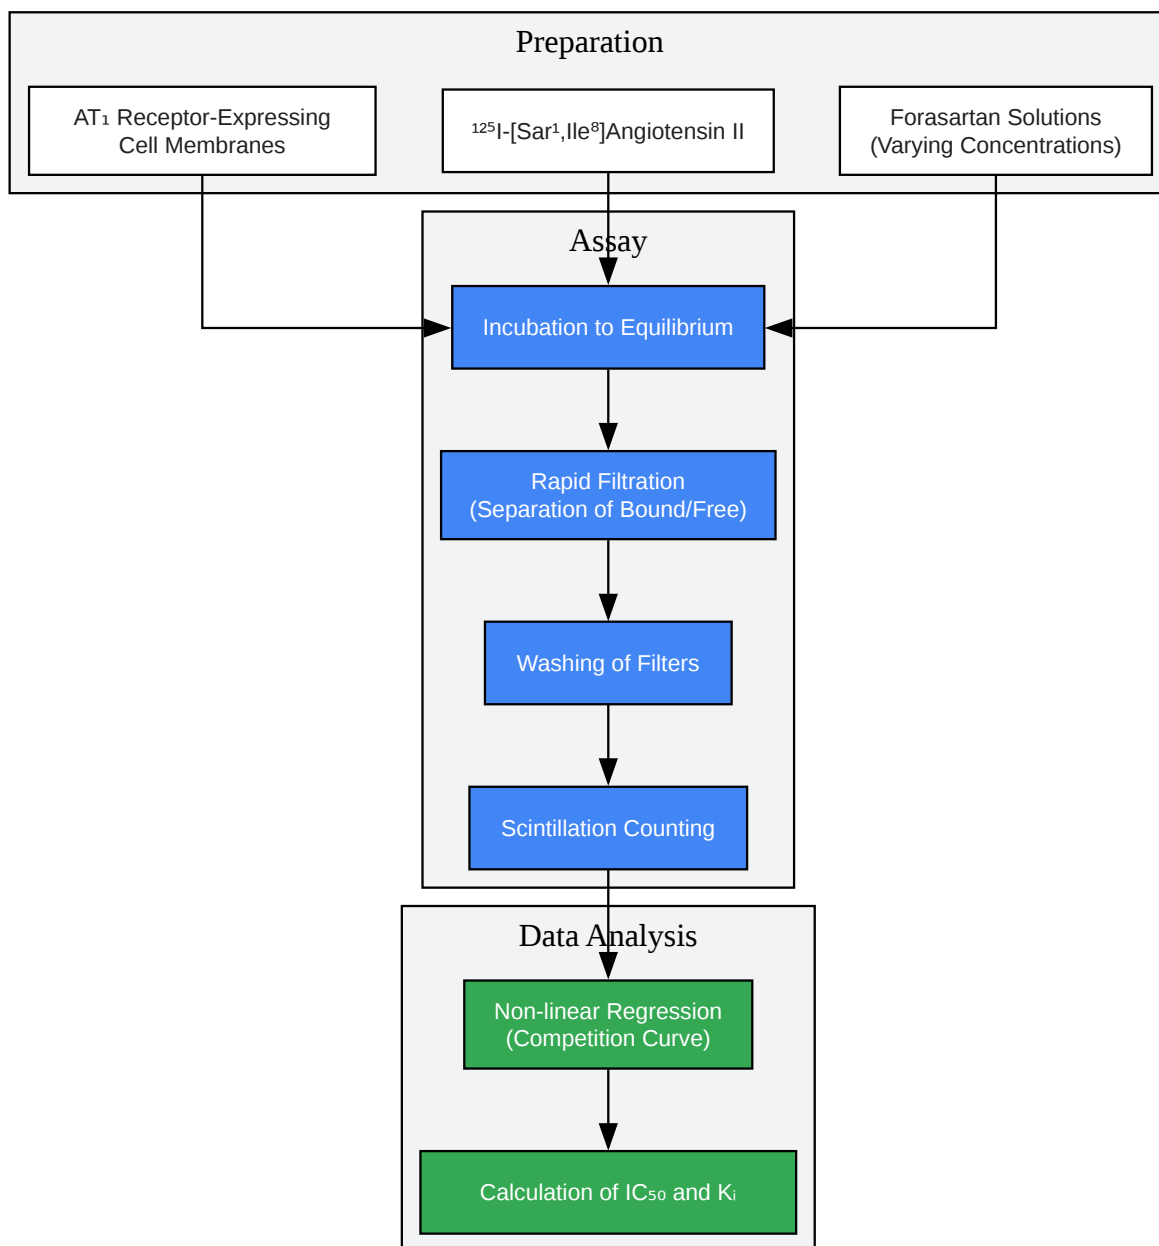 Preparation
AT₁ Receptor-Expressing
Cell Membranes
¹²⁵I-[Sar¹,Ile⁸]Angiotensin II
Forasartan Solutions
(Varying Concentrations)
Assay
Incubation to Equilibrium
Rapid Filtration
(Separation of Bound/Free)
Washing of Filters
Scintillation Counting
Data Analysis
Non-linear Regression
(Competition Curve)
Calculation of IC₅₀ and Kᵢ